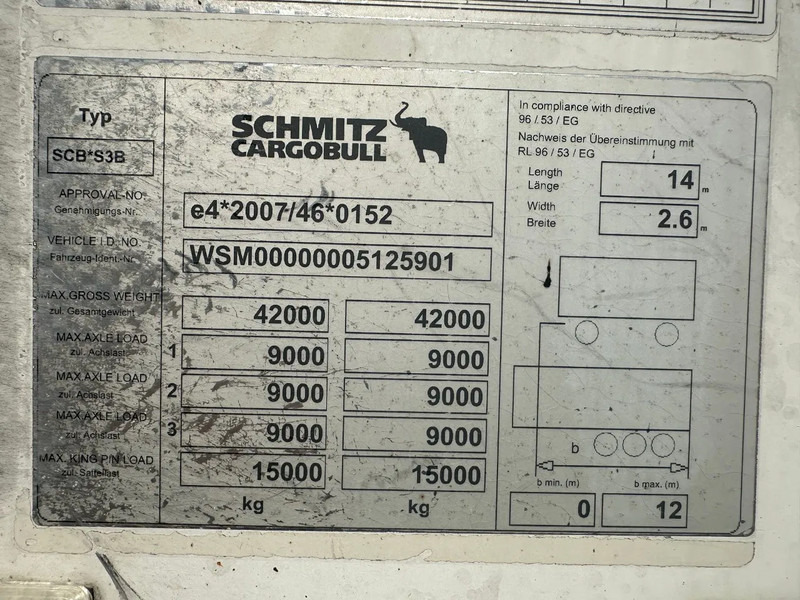 Typ
SCB*S3B
SCHMITZ
CARGOBULL
APPROVAL-NO.
Genehmigungs-Nr.
e4*2007/46*0152
VEHICLE I.D. NO.
Fahrzeug-Ident.-Nr.
WSM00000005125901
MAX.GROSS WEIGHT
zul. Gesamtgewicht
42000 42000
MAX.AXLE LOAD
zul. Achslast
1 9000 9000
MAX.AXLE LOAD
zul. Achslast
2 9000 9000
MAX.AXLE LOAD
zul. Achslast
3 9000 9000
MAX. KING PIN LOAD
zul. Sattellast
15000 15000
kg kg
In compliance with directive
96 / 53 / EG
Nachweis der Übereinstimmung mit
RL 96 / 53 / EG
Length
Länge
14 m
Width
Breite
2.6 m
b
b min. (m) b max. (m)
0 12